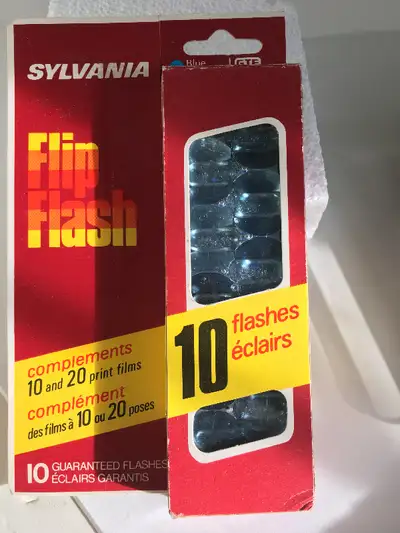 Blue
GTE
SYLVANIA
Flip
Flash
complements
10 and 20 print films
complément
des films à 10 ou 20 poses
10 GUARANTEED FLASHES
ÉCLAIRS GARANTIS
10 flashes
éclairs